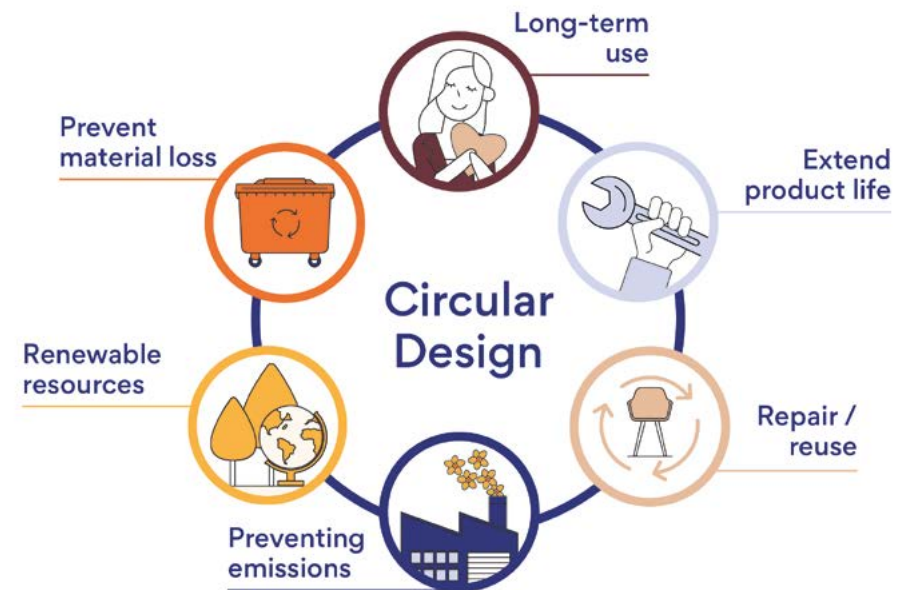 Long-term
use
Prevent
material loss
Extend
product life
Circular
Design
Renewable
resources
Repair /
reuse
Preventing
emissions